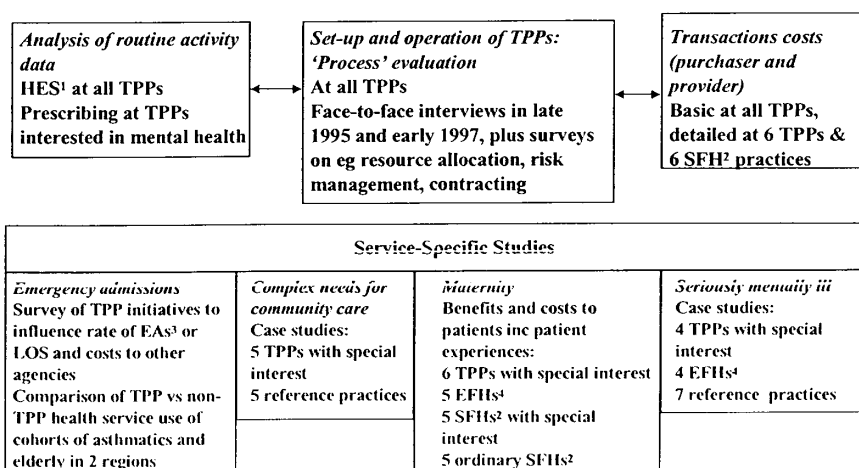 Analysis of routine activity
data
HES¹ at all TPPs
Prescribing at TPPs
interested in mental health
Set-up and operation of TPPs:
‘Process’ evaluation
At all TPPs
Face-to-face interviews in late
1995 and early 1997, plus surveys
on eg resource allocation, risk
management, contracting
Transactions costs
(purchaser and
provider)
Basic at all TPPs,
detailed at 6 TPPs &
6 SFH² practices
Service-Specific Studies
Emergency admissions
Survey of TPP initiatives to
influence rate of EAs³ or
LOS and costs to other
agencies
Comparison of TPP vs non-
TPP health service use of
cohorts of asthmatics and
elderly in 2 regions
Complex needs for
community care
Case studies:
5 TPPs with special
interest
5 reference practices
Maternity
Benefits and costs to
patients inc patient
experiences:
6 TPPs with special interest
5 EFHs⁴
5 SFHs² with special
interest
5 ordinary SFHs²
Seriously mentally ill
Case studies:
4 TPPs with special
interest
4 EFHs⁴
7 reference practices